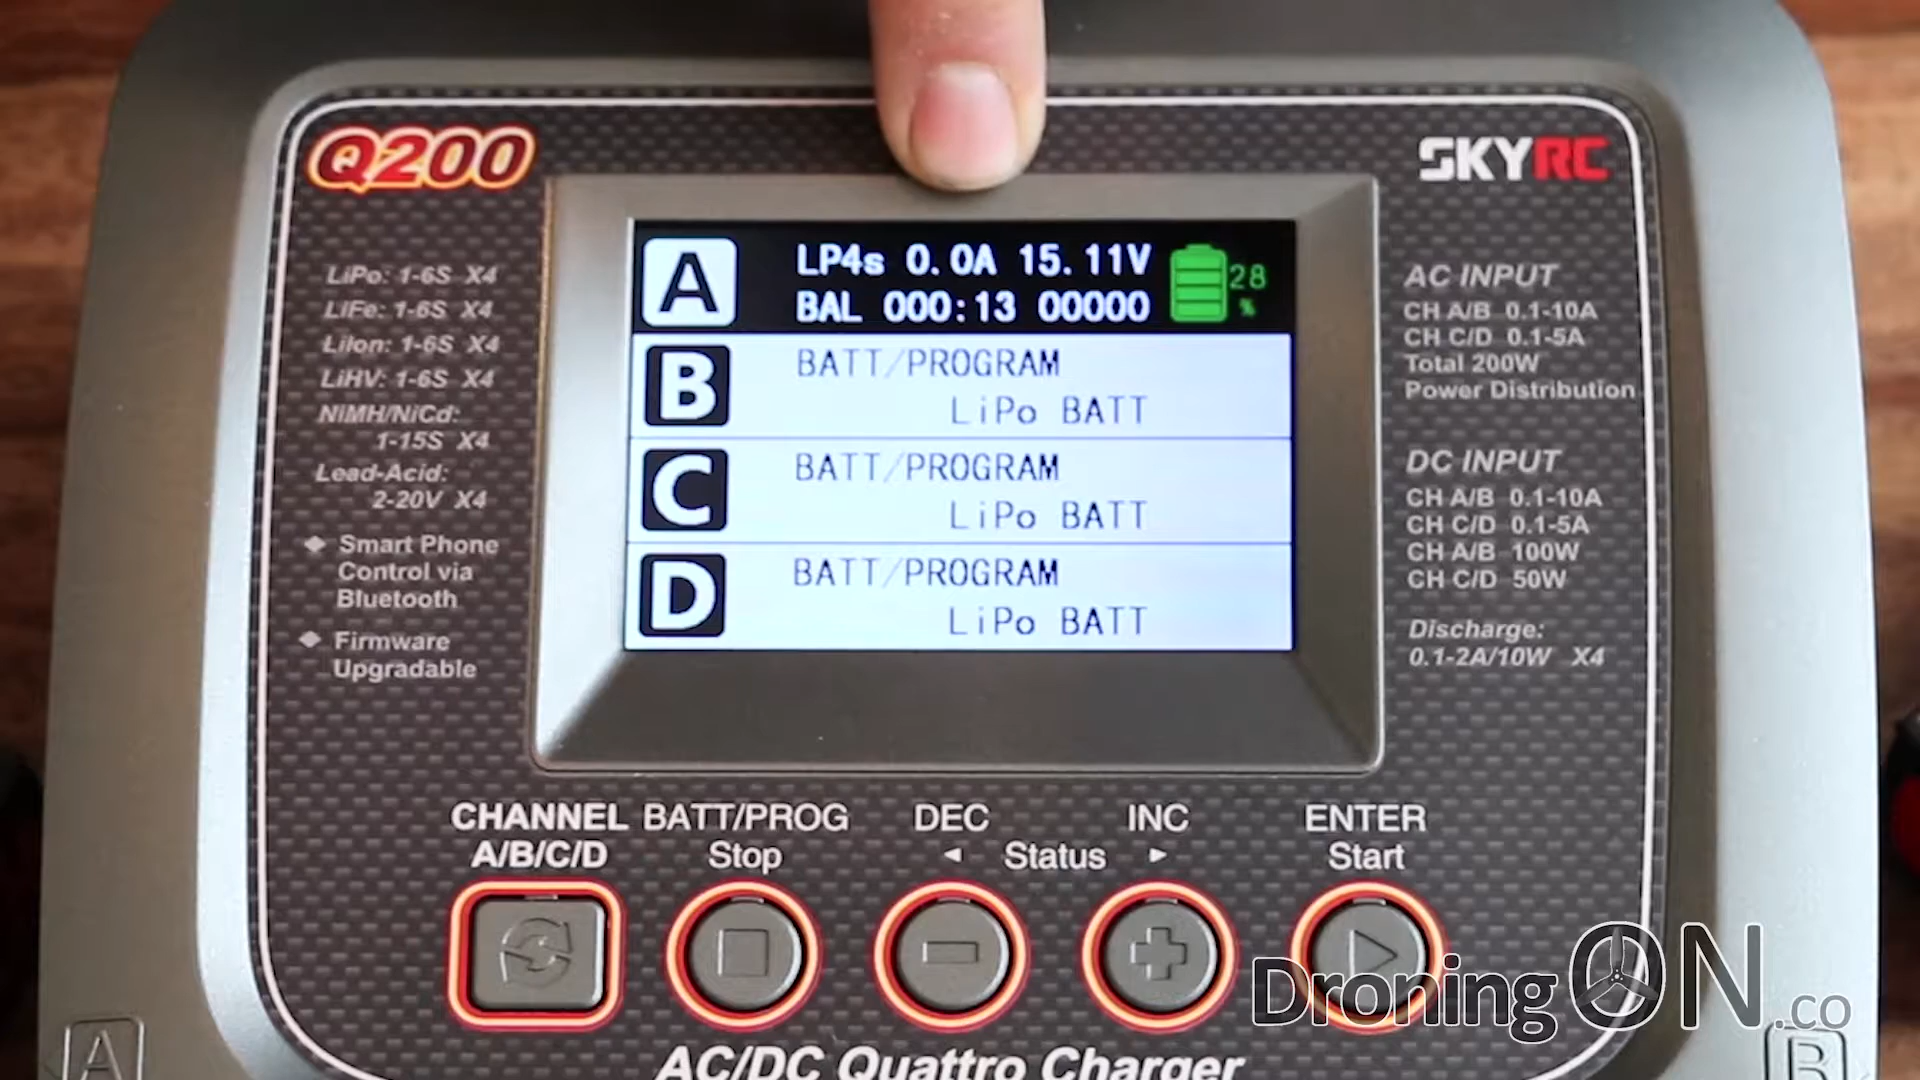 Q200
SKYRC
LiPo: 1-6S X4
LiFe: 1-6S X4
LiIon: 1-6S X4
LiHV: 1-6S X4
NiMH/NiCd:
1-15S X4
Lead-Acid:
2-20V X4
Smart Phone
Control via
Bluetooth
Firmware
Upgradable
A LP4s 0.0A 15.11V 28
BAL 000:13 00000 %
B BATT/PROGRAM
LiPo BATT
C BATT/PROGRAM
LiPo BATT
D BATT/PROGRAM
LiPo BATT
AC INPUT
CH A/B 0.1-10A
CH C/D 0.1-5A
Total 200W
Power Distribution
DC INPUT
CH A/B 0.1-10A
CH C/D 0.1-5A
CH A/B 100W
CH C/D 50W
Discharge:
0.1-2A/10W X4
CHANNEL BATT/PROG DEC INC ENTER
A/B/C/D Stop ◄ Status ► Start
DroningON.co
AC/DC Quattro Charger
A B